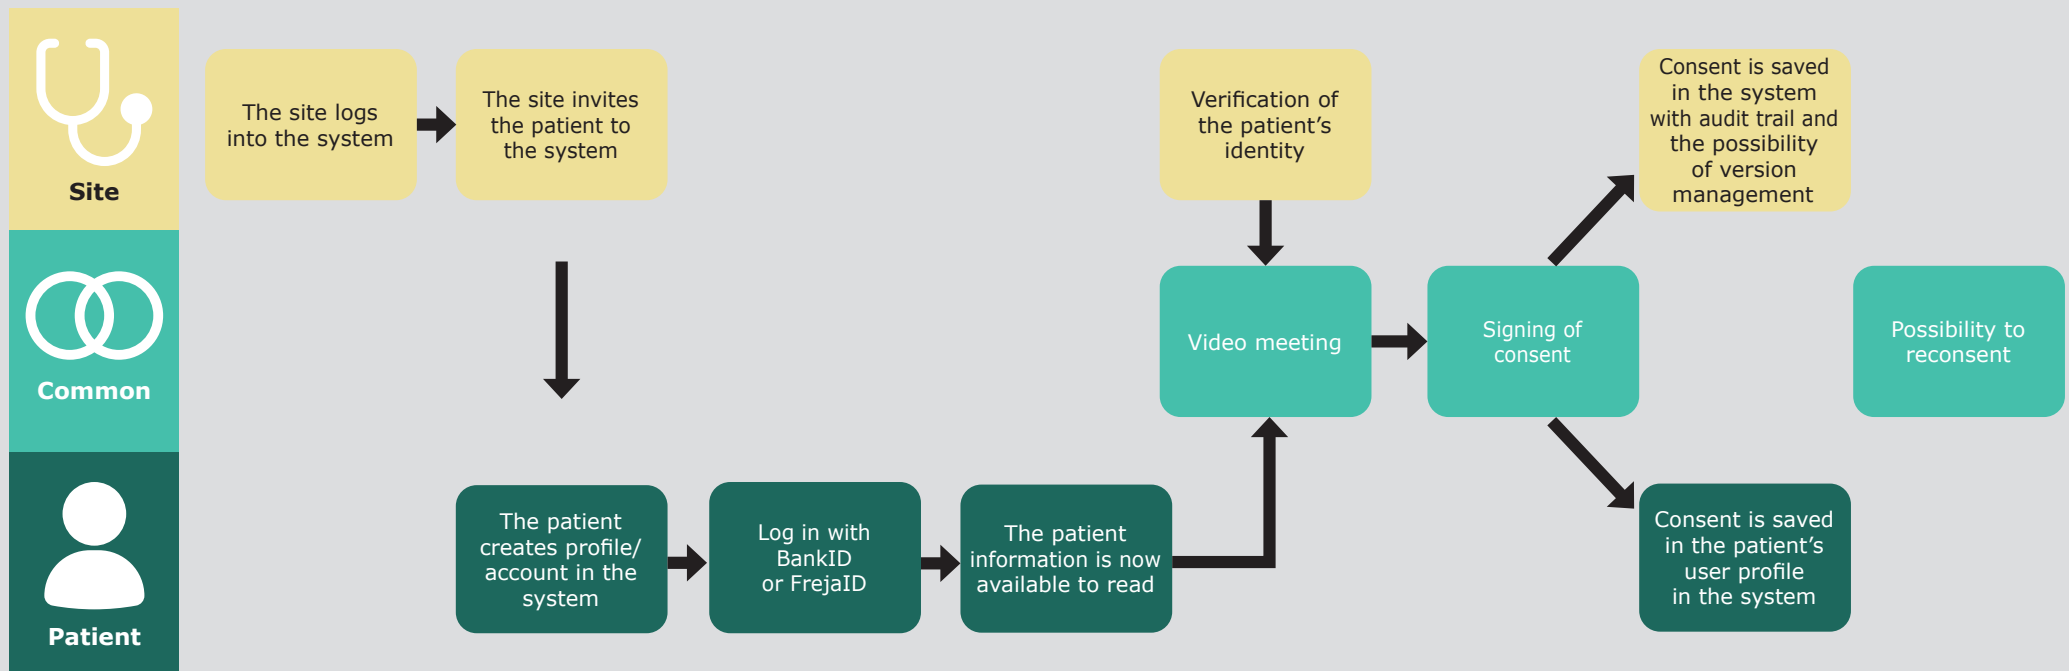 Site
The site logs
into the system
The site invites
the patient to
the system
Verification of
the patient’s
identity
Consent is saved
in the system
with audit trail and
the possibility
of version
management
Common
Video meeting
Signing of
consent
Possibility to
reconsent
Patient
The patient
creates profile/
account in the
system
Log in with
BankID
or FrejaID
The patient
information is now
available to read
Consent is saved
in the patient’s
user profile
in the system